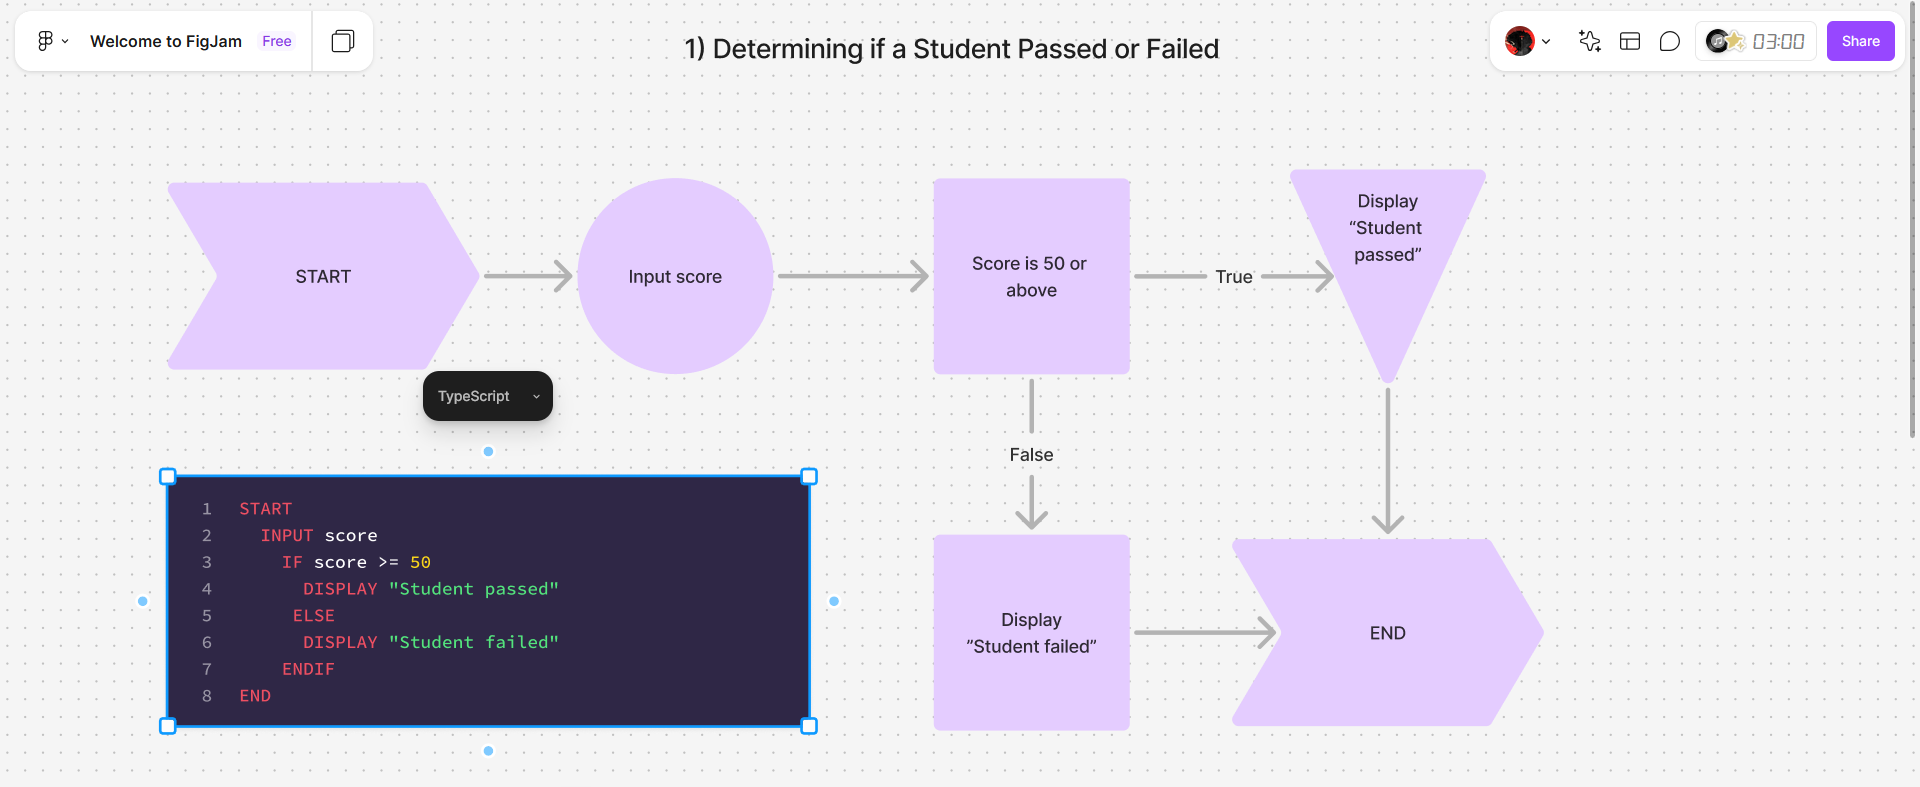 Welcome to FigJam Free
1) Determining if a Student Passed or Failed
03:00
Share
START
Input score
Score is 50 or
above
True
Display
“Student
passed”
TypeScript
False
1 START
2 INPUT score
3 IF score >= 50
4 DISPLAY "Student passed"
5 ELSE
6 DISPLAY "Student failed"
7 ENDIF
8 END
Display
”Student failed”
END